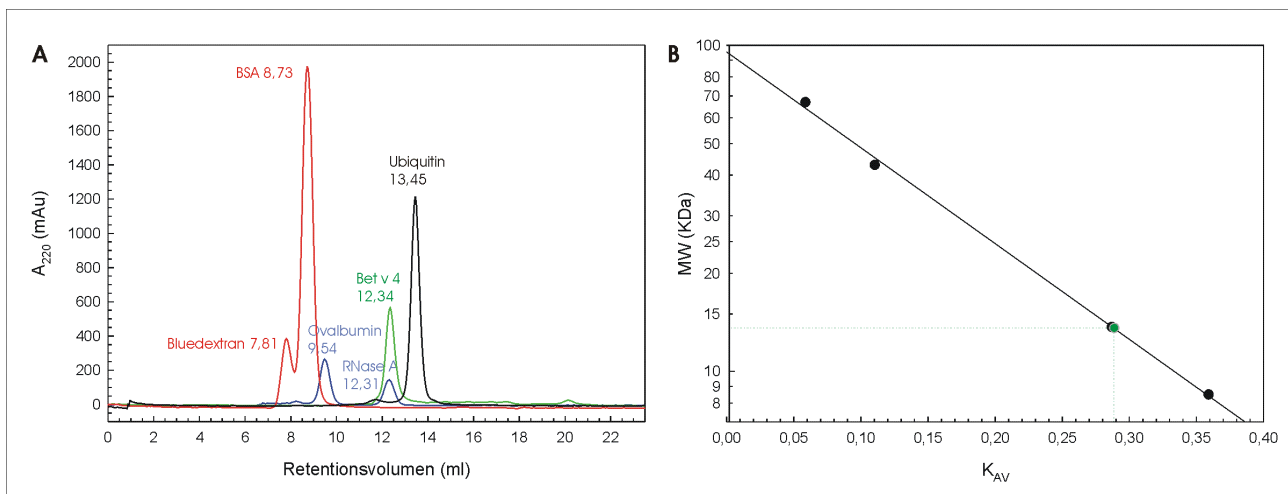 A
BSA 8,73
Ubiquitin
13,45
Bet v 4
12,34
Bluedextran 7,81
Ovalbumin
9,54
RNase A
12,31
A220 (mAu)
2000
1800
1600
1400
1200
1000
800
600
400
200
0
0 2 4 6 8 10 12 14 16 18 20 22
Retentionsvolumen (ml)
B
MW (KDa)
100
90
80
70
60
50
40
30
25
20
15
10
9
8
0,00 0,05 0,10 0,15 0,20 0,25 0,30 0,35 0,40
KAV